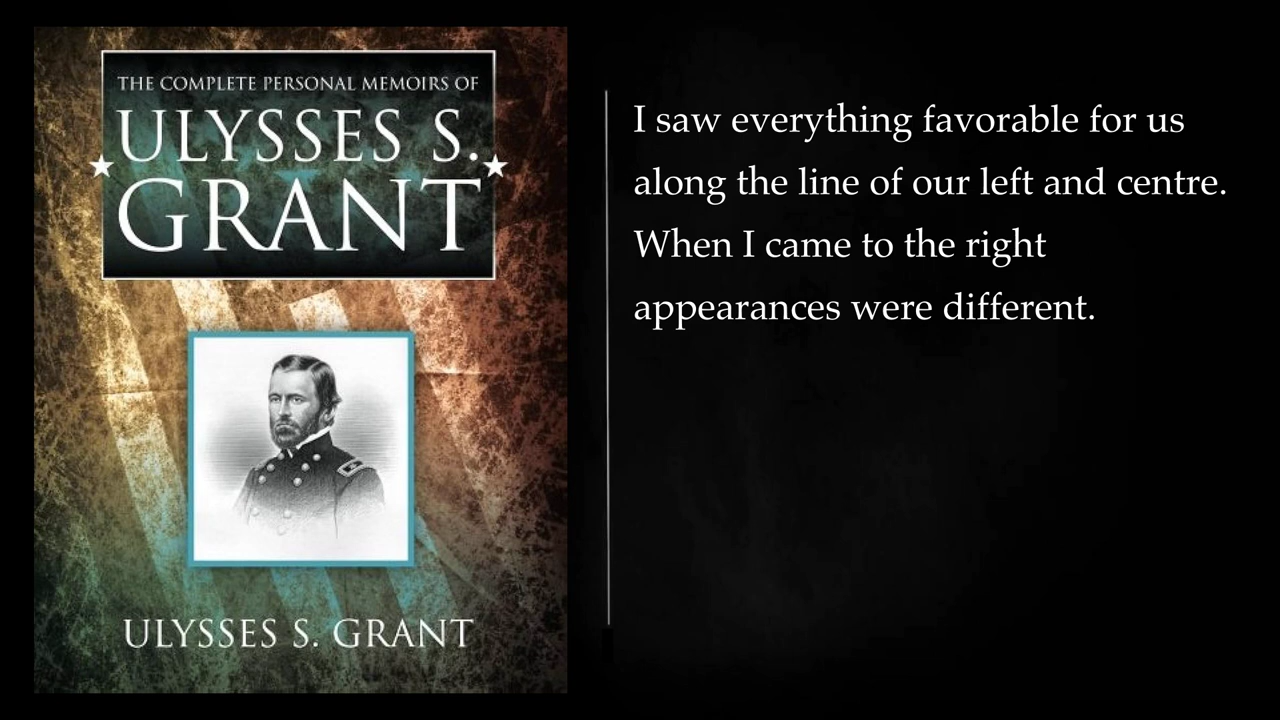 THE COMPLETE PERSONAL MEMOIRS OF
ULYSSES S.
GRANT
ULYSSES S. GRANT
I saw everything favorable for us
along the line of our left and centre.
When I came to the right
appearances were different.